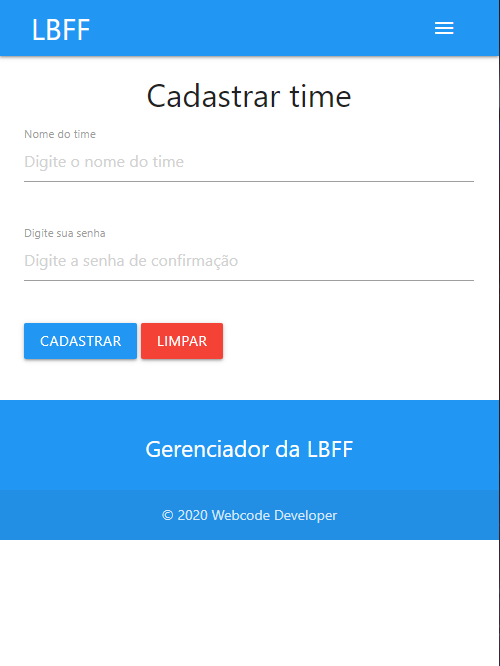 LBFF
Cadastrar time
Nome do time
Digite o nome do time
Digite sua senha
Digite a senha de confirmação
CADASTRAR LIMPAR
Gerenciador da LBFF
© 2020 Webcode Developer